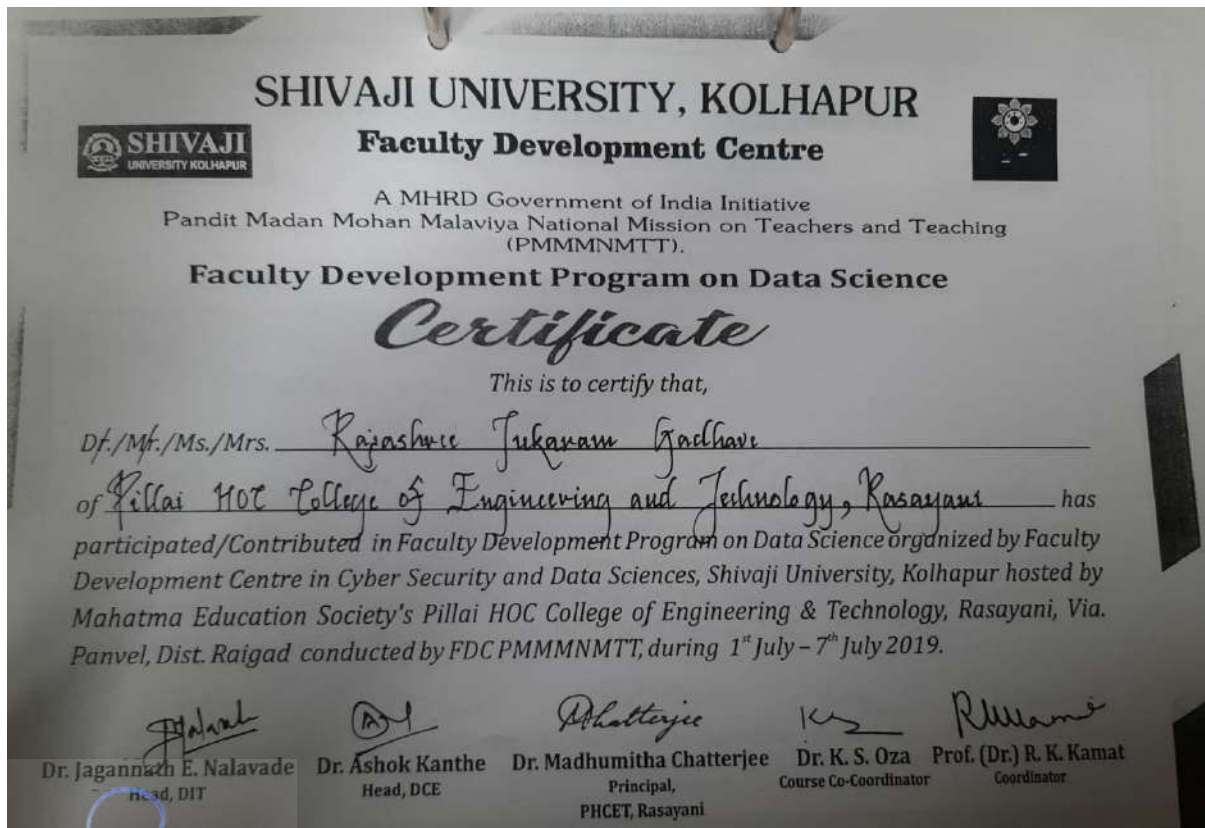 SHIVAJI UNIVERSITY, KOLHAPUR
SHIVAJI
UNIVERSITY KOLHAPUR
Faculty Development Centre
A MHRD Government of India Initiative
Pandit Madan Mohan Malaviya National Mission on Teachers and Teaching
(PMMMNMTT).
Faculty Development Program on Data Science
Certificate
This is to certify that,
Dr./Mr./Ms./Mrs. Rajashree Tukaram Gadhave
of Pillai HOC College of Engineering and Technology, Rasayani has
participated/Contributed in Faculty Development Program on Data Science organized by Faculty
Development Centre in Cyber Security and Data Sciences, Shivaji University, Kolhapur hosted by
Mahatma Education Society's Pillai HOC College of Engineering & Technology, Rasayani, Via.
Panvel, Dist. Raigad conducted by FDC PMMMNMTT, during 1st July – 7th July 2019.
Dr. Jagannath E. Nalavade
Head, DIT
Dr. Ashok Kanthe
Head, DCE
Dr. Madhumitha Chatterjee
Principal,
PHCET, Rasayani
Dr. K. S. Oza
Course Co-Coordinator
Prof. (Dr.) R. K. Kamat
Coordinator